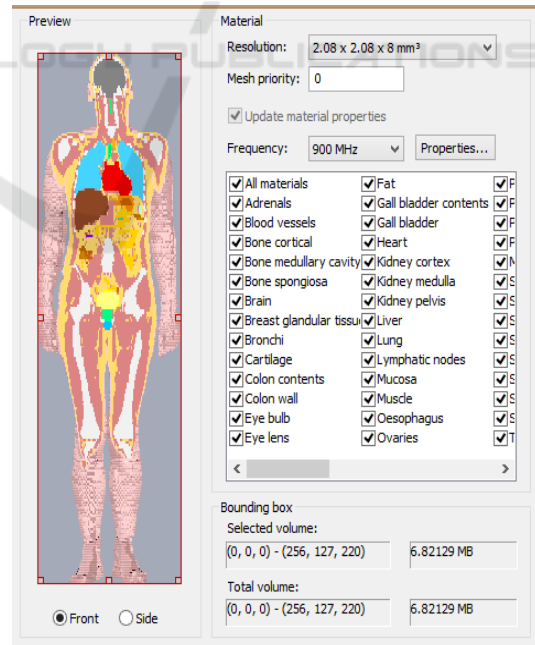 Preview
Material
Resolution: 2.08 x 2.08 x 8 mm³
Mesh priority: 0
Update material properties
Frequency: 900 MHz Properties...
All materials Fat P
Adrenals Gall bladder contents P
Blood vessels Gall bladder P
Bone cortical Heart P
Bone medullary cavity Kidney cortex M
Bone spongiosa Kidney medulla S
Brain Kidney pelvis S
Breast glandular tissu Liver S
Bronchi Lung S
Cartilage Lymphatic nodes S
Colon contents Mucosa S
Colon wall Muscle S
Eye bulb Oesophagus S
Eye lens Ovaries T
Bounding box
Selected volume:
(0, 0, 0) - (256, 127, 220) 6.82129 MB
Total volume:
(0, 0, 0) - (256, 127, 220) 6.82129 MB
Front Side